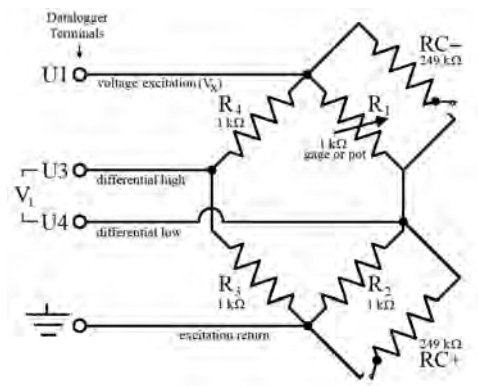 Datalogger
Terminals
U1
voltage excitation (Vx)
RC−
249 kΩ
R4
1 kΩ
R1
1 kΩ
gage or pot
U3
differential high
V1
U4
differential low
R3
1 kΩ
R2
1 kΩ
excitation return
249 kΩ
RC+